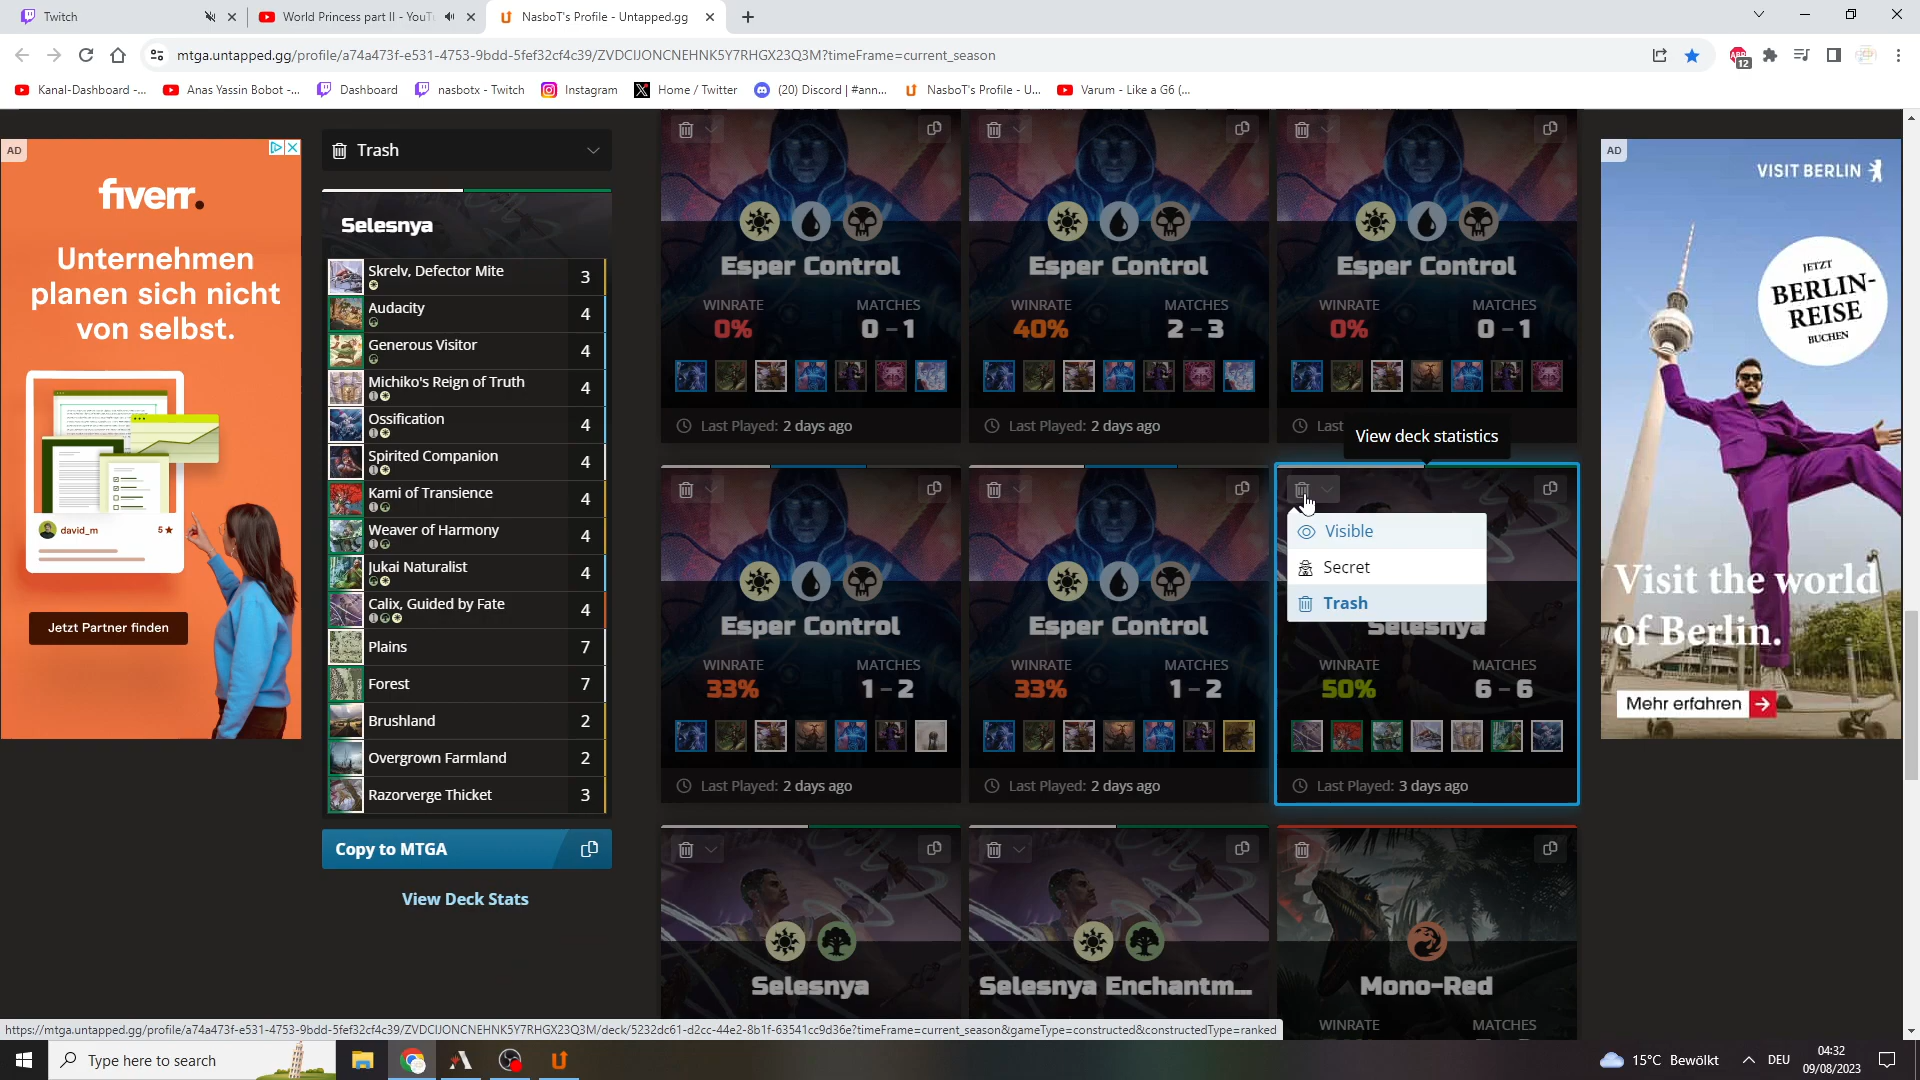 Twitch
World Princess part II - YouT
NasboT's Profile - Untapped.gg
mtga.untapped.gg/profile/a74a473f-e531-4753-9bdd-5fef32cf4c39/ZVDCIJONCNEHNK5Y7RHGX23Q3M?timeFrame=current_season
12
Kanal-Dashboard -...
Anas Yassin Bobot -...
Dashboard
nasbotx - Twitch
Instagram
Home / Twitter
(20) Discord | #ann...
NasboT's Profile - U...
Varum - Like a G6 (...
AD
fiverr.
Unternehmen
planen sich nicht
von selbst.
david_m
5★
Jetzt Partner finden
Trash
Selesnya
Skrelv, Defector Mite 3
Audacity 4
Generous Visitor 4
Michiko's Reign of Truth 4
Ossification 4
Spirited Companion 4
Kami of Transience 4
Weaver of Harmony 4
Jukai Naturalist 4
Calix, Guided by Fate 4
Plains 7
Forest 7
Brushland 2
Overgrown Farmland 2
Razorverge Thicket 3
Copy to MTGA
View Deck Stats
Esper Control
WINRATE MATCHES
0% 0 – 1
Last Played: 2 days ago
Esper Control
WINRATE MATCHES
40% 2 – 3
Last Played: 2 days ago
Esper Control
WINRATE MATCHES
0% 0 – 1
Last
View deck statistics
Esper Control
WINRATE MATCHES
33% 1 – 2
Last Played: 2 days ago
Esper Control
WINRATE MATCHES
33% 1 – 2
Last Played: 2 days ago
Visible
Secret
Trash
Selesnya
WINRATE MATCHES
50% 6 – 6
Last Played: 3 days ago
Selesnya
Selesnya Enchantm...
Mono-Red
WINRATE MATCHES
AD
VISIT BERLIN
JETZT
BERLIN-
REISE
BUCHEN
Visit the world
of Berlin.
Mehr erfahren
https://mtga.untapped.gg/profile/a74a473f-e531-4753-9bdd-5fef32cf4c39/ZVDCIJONCNEHNK5Y7RHGX23Q3M/deck/5232dc61-d2cc-44e2-8b1f-63541cc9d36e?timeFrame=current_season&gameType=constructed&constructedType=ranked
Type here to search
15°C Bewölkt
DEU
04:32
09/08/2023